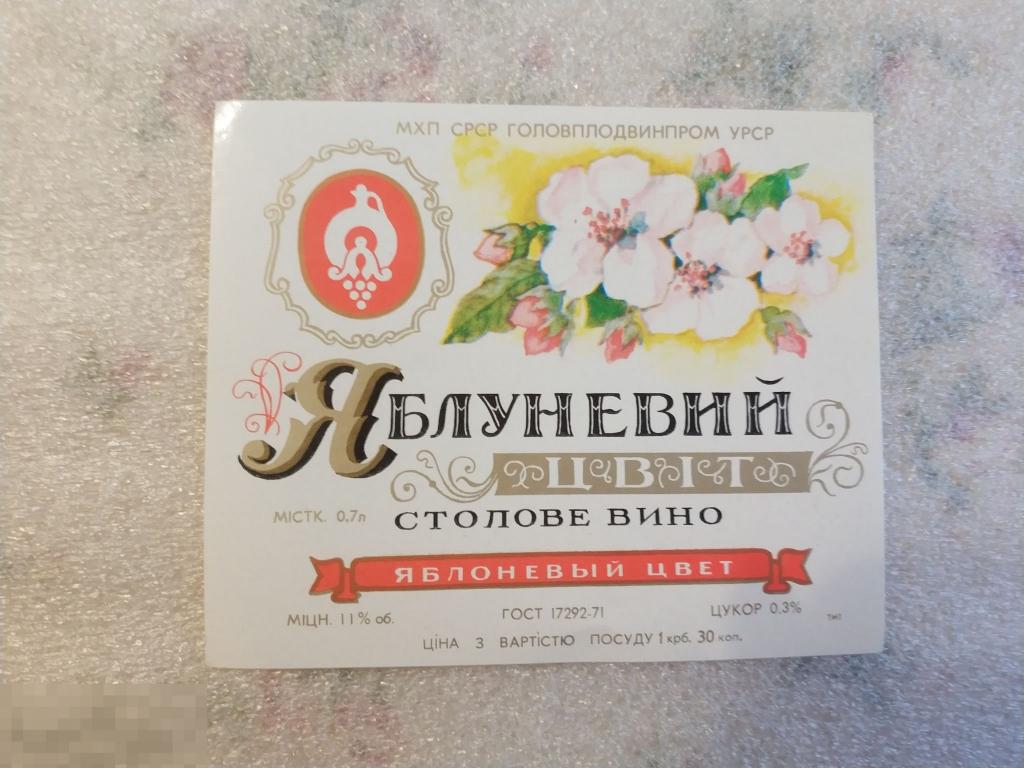 МХП СРСР ГОЛОВПЛОДВИНПРОМ УРСР
ЯБЛУНЕВИЙ
ЦВІТ
МІСТК. 0,7л СТОЛОВЕ ВИНО
ЯБЛОНЕВЫЙ ЦВЕТ
МІЦН. 11% об. ГОСТ 17292-71 ЦУКОР 0,3%
ЦІНА З ВАРТІСТЮ ПОСУДУ 1 крб. 30 коп.